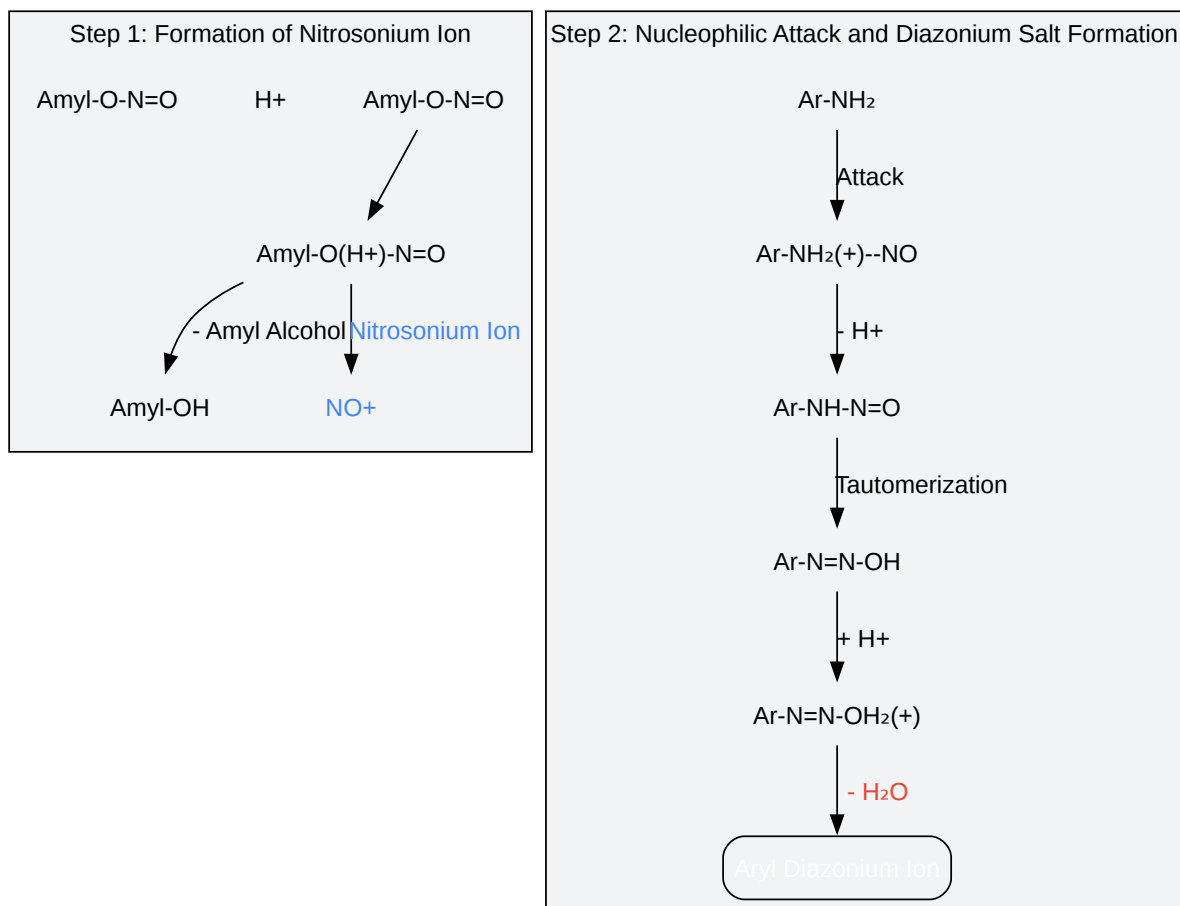 Step 1: Formation of Nitrosonium Ion
Amyl-O-N=O
H+
Amyl-O-N=O
Amyl-O(H+)-N=O
- Amyl Alcohol
Nitrosonium Ion
Amyl-OH
NO+
Step 2: Nucleophilic Attack and Diazonium Salt Formation
Ar-NH₂
Attack
Ar-NH₂(+)--NO
- H+
Ar-NH-N=O
Tautomerization
Ar-N=N-OH
+ H+
Ar-N=N-OH₂(+)
- H₂O
Aryl Diazonium Ion